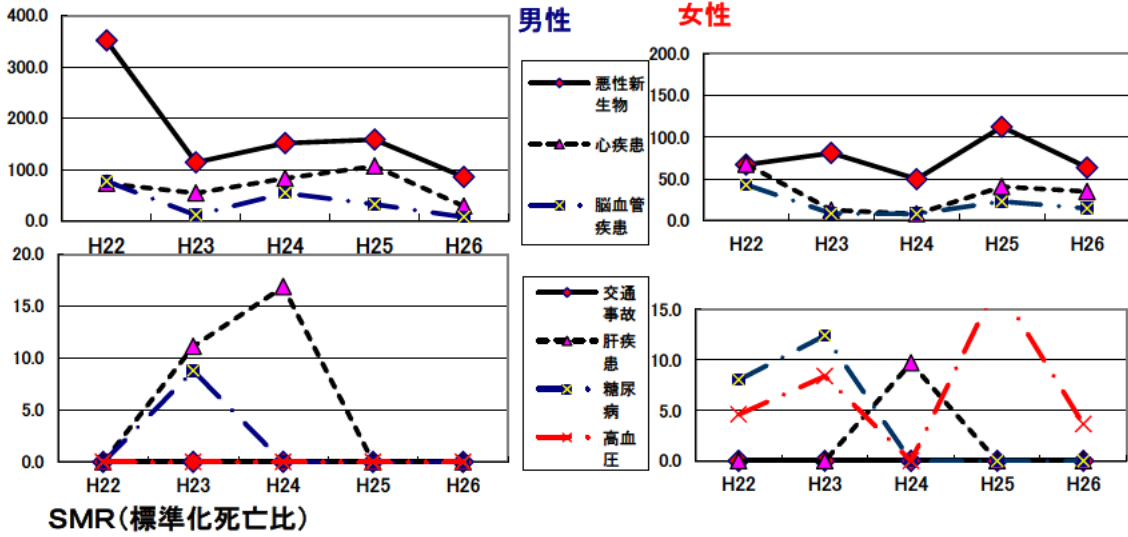 男性
女性
400.0
300.0
200.0
100.0
0.0
H22 H23 H24 H25 H26
悪性新
生物
心疾患
脳血管
疾患
200.0
150.0
100.0
50.0
0.0
H22 H23 H24 H25 H26
20.0
15.0
10.0
5.0
0.0
H22 H23 H24 H25 H26
交通
事故
肝疾
患
糖尿
病
高血
圧
15.0
10.0
5.0
0.0
H22 H23 H24 H25 H26
SMR(標準化死亡比)